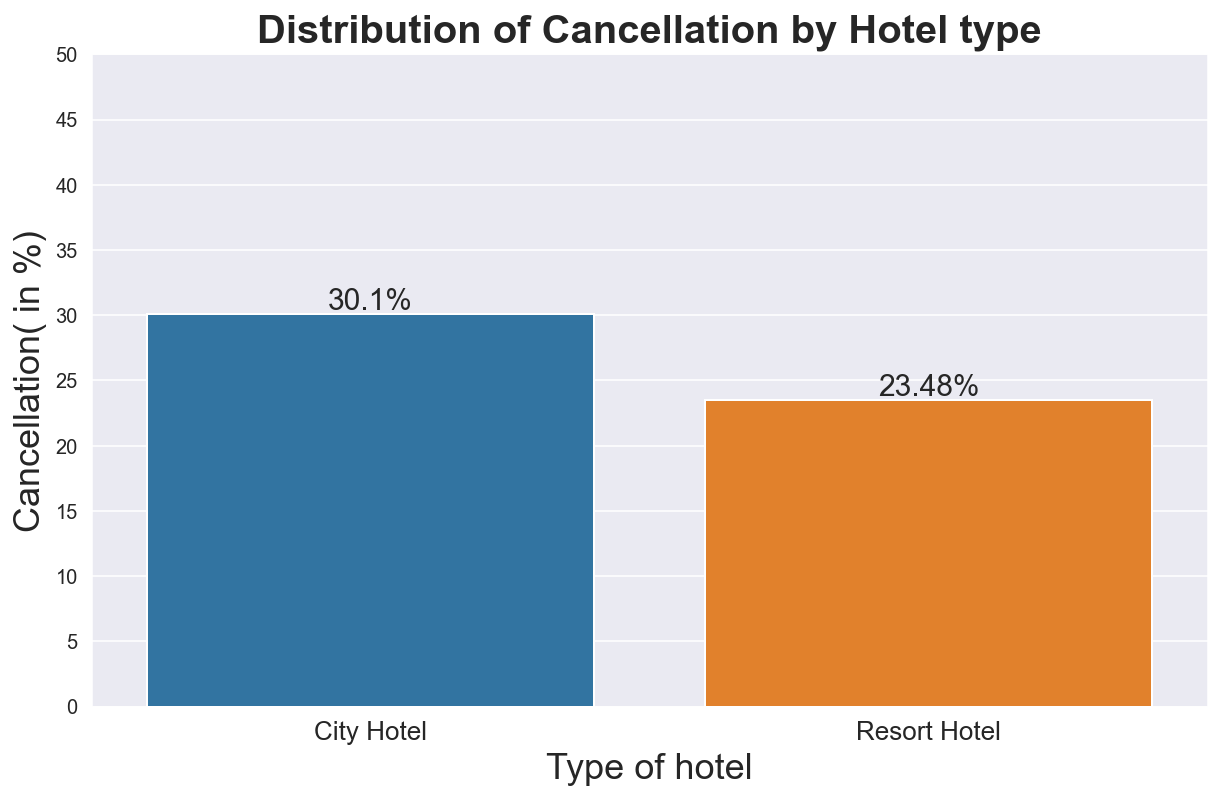 Distribution of Cancellation by Hotel type
Cancellation( in %)
50
45
40
35
30
25
20
15
10
5
0
30.1%
23.48%
City Hotel
Resort Hotel
Type of hotel